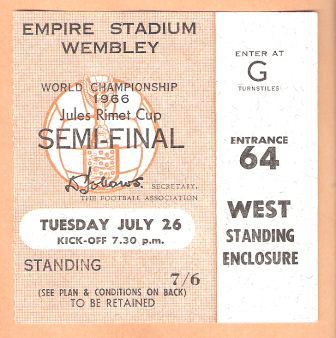 EMPIRE STADIUM
WEMBLEY
WORLD CHAMPIONSHIP
1966
Jules Rimet Cup
SEMI-FINAL
D. Follows. SECRETARY,
THE FOOTBALL ASSOCIATION
TUESDAY JULY 26
KICK-OFF 7.30 p.m.
STANDING
7/6
(SEE PLAN & CONDITIONS ON BACK)
TO BE RETAINED
ENTER AT
G
TURNSTILES
ENTRANCE
64
WEST
STANDING
ENCLOSURE